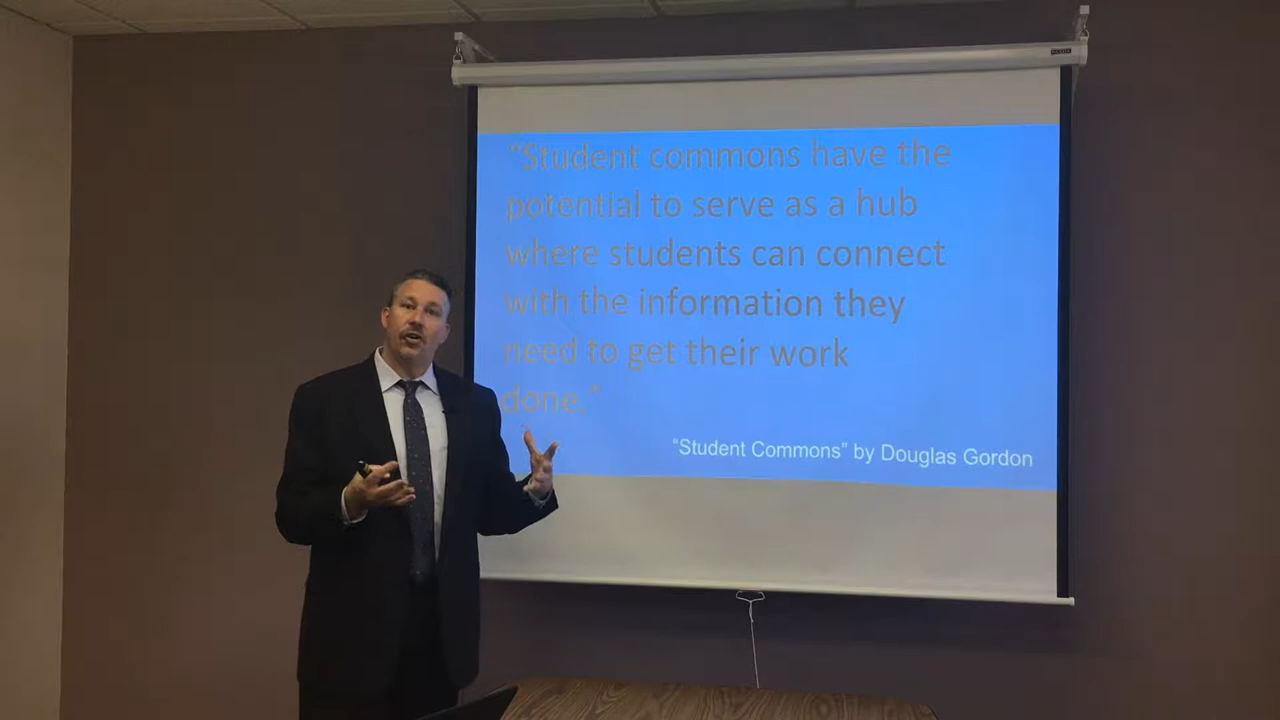 “Student commons have the
potential to serve as a hub
where students can connect
with the information they
need to get their work
done.”
“Student Commons” by Douglas Gordon